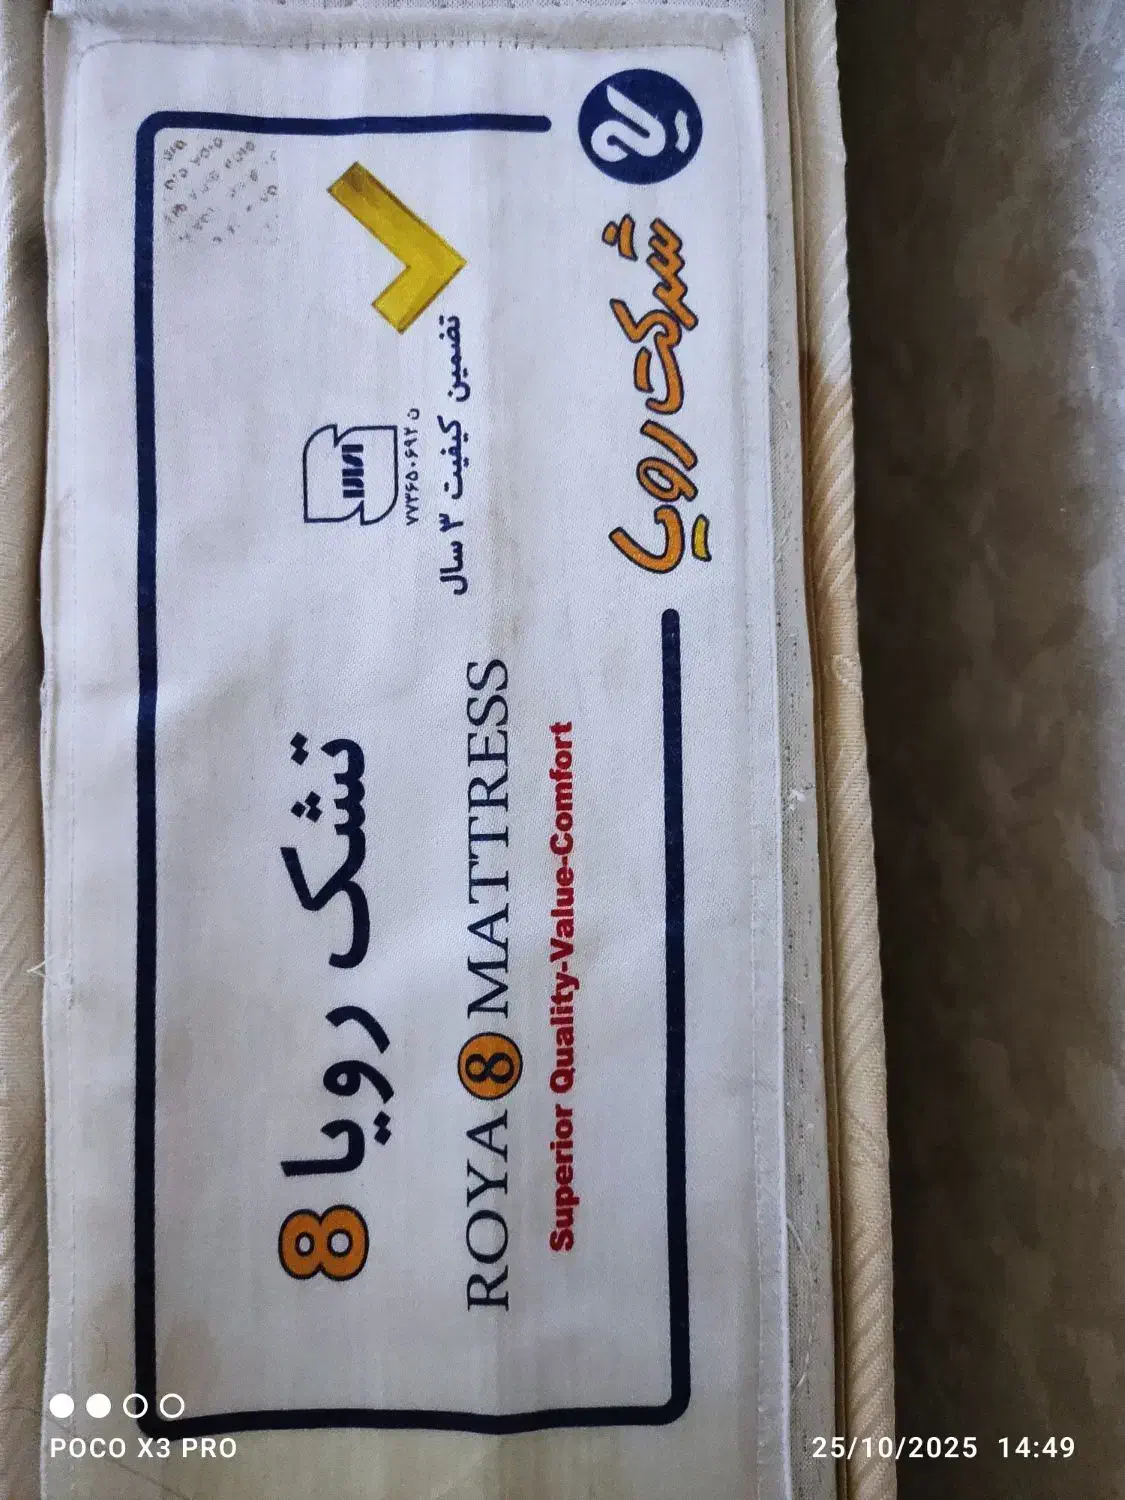 شرکت رویا
تضمین کیفیت ۳ سال
۷۷۳۶۵۰۶۹۲ ن
تشک رویا 8
ROYA 8 MATTRESS
Superior Quality-Value-Comfort
POCO X3 PRO
25/10/2025 14:49